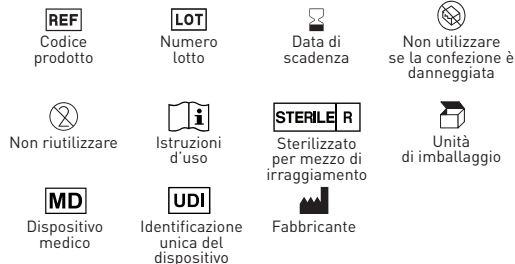 REF
Codice
prodotto
LOT
Numero
lotto
Data di
scadenza
Non utilizzare
se la confezione è
danneggiata
2
Non riutilizzare
i
Istruzioni
d'uso
STERILE R
Sterilizzato
per mezzo di
irraggiamento
Unità
di imballaggio
MD
Dispositivo
medico
UDI
Identificazione
unica del
dispositivo
Fabbricante